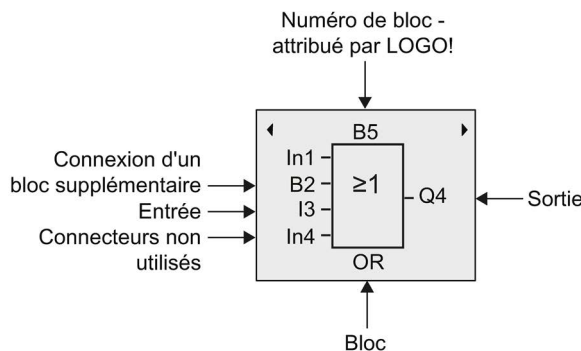 Numéro de bloc -
attribué par LOGO!
B5
Connexion d'un
bloc supplémentaire
Entrée
Connecteurs non
utilisés
In1
B2
I3
In4
≥1
Q4
Sortie
OR
Bloc